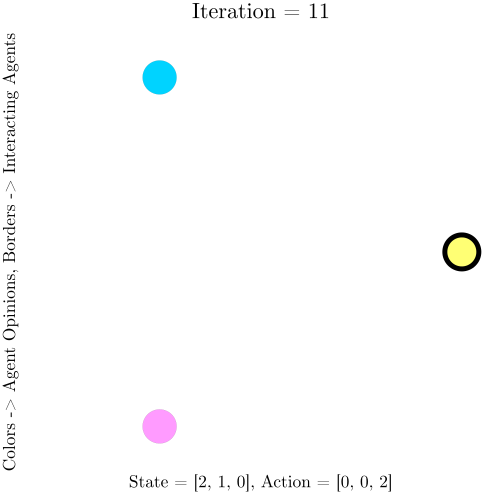 Iteration = 11
Colors -> Agent Opinions, Borders -> Interacting Agents
State = [2, 1, 0], Action = [0, 0, 2]